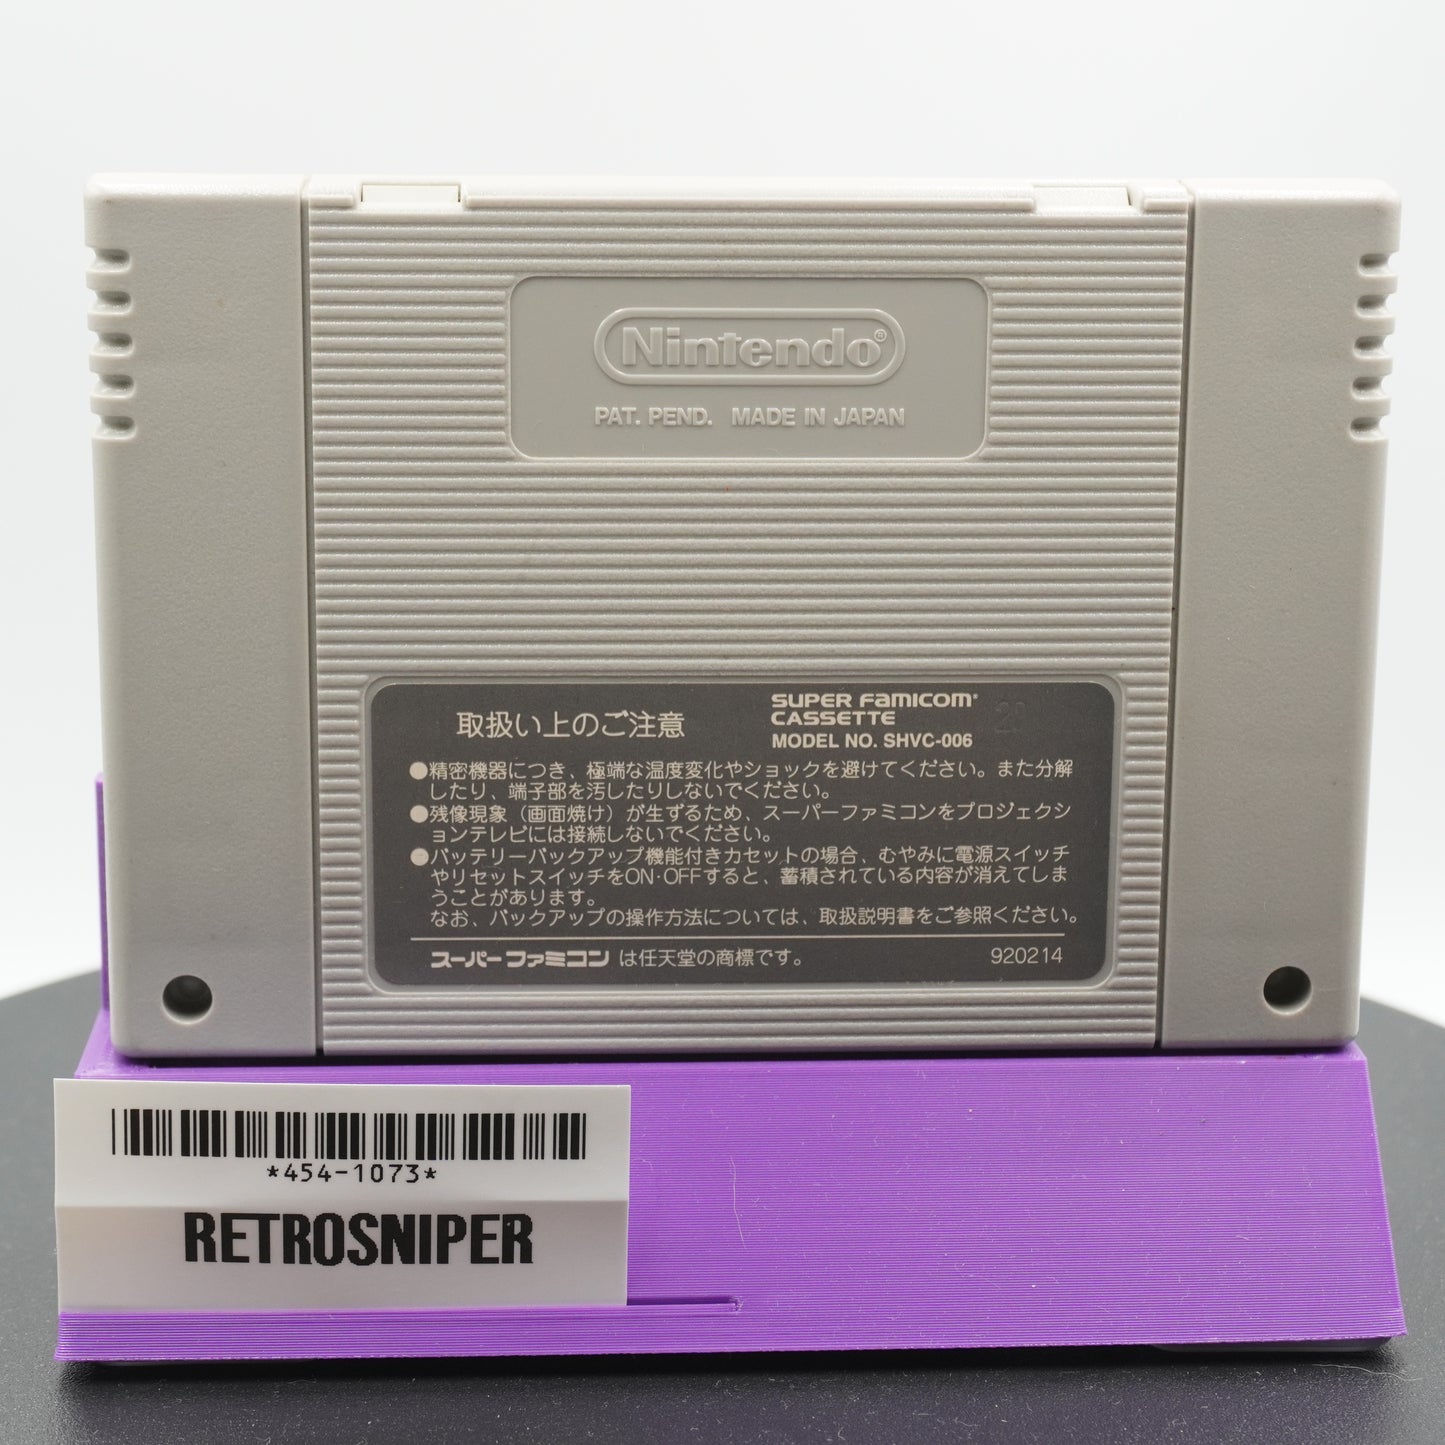 Nintendo®
PAT. PEND. MADE IN JAPAN
取扱い上のご注意
SUPER FAMICOM®
CASSETTE
MODEL NO. SHVC-006
20
●精密機器につき、極端な温度変化やショックを避けてください。また分解
したり、端子部を汚したりしないでください。
●残像現象（画面焼け）が生ずるため、スーパーファミコンをプロジェクシ
ョンテレビには接続しないでください。
●バッテリーバックアップ機能付きカセットの場合、むやみに電源スイッチ
やリセットスイッチをON・OFFすると、蓄積されている内容が消えてしま
うことがあります。
なお、バックアップの操作方法については、取扱説明書をご参照ください。
スーパーファミコン は任天堂の商標です。 920214
*454-1073*
RETROSNIPER